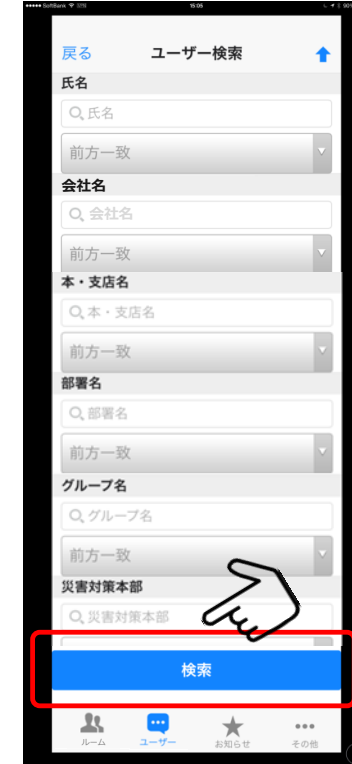 SoftBank
15:05
戻る
ユーザー検索
氏名
氏名
前方一致
会社名
会社名
前方一致
本・支店名
本・支店名
前方一致
部署名
部署名
前方一致
グループ名
グループ名
前方一致
災害対策本部
災害対策本部
検索
ルーム
ユーザー
お知らせ
その他